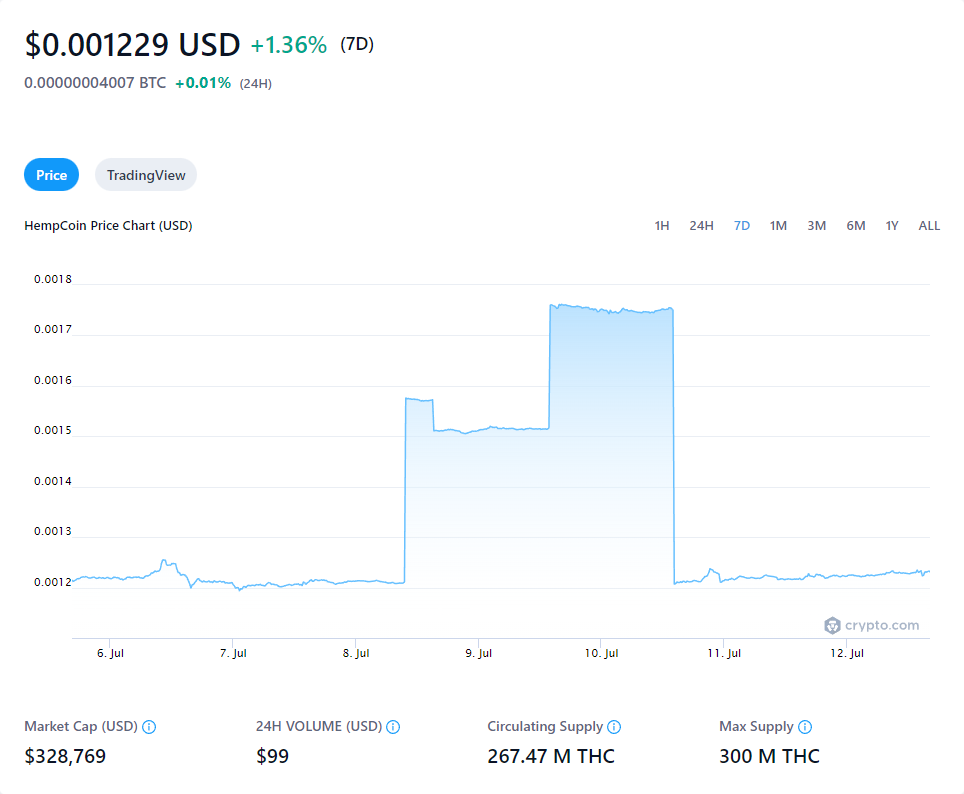 $0.001229 USD +1.36% (7D)
0.00000004007 BTC +0.01% (24H)
Price TradingView
HempCoin Price Chart (USD) 1H 24H 7D 1M 3M 6M 1Y ALL
0.0018
0.0017
0.0016
0.0015
0.0014
0.0013
0.0012
crypto.com
6. Jul 7. Jul 8. Jul 9. Jul 10. Jul 11. Jul 12. Jul
Market Cap (USD) 24H VOLUME (USD) Circulating Supply Max Supply
$328,769 $99 267.47 M THC 300 M THC